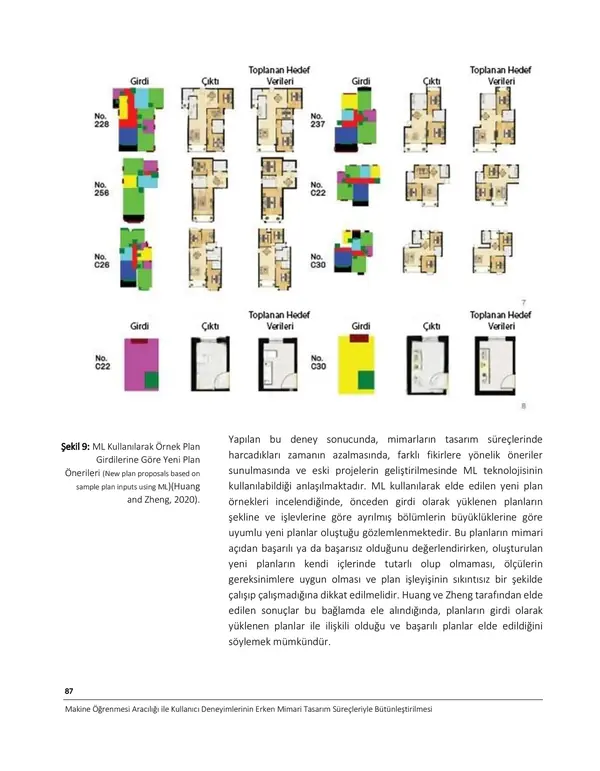 Toplanan Hedef
Toplanan Hedef
Girdi
Çıktı
Verileri
Girdi
Çıktı
Verileri
No.
228
No.
237
No.
256
No.
C22
No.
C26
No.
C30
7
Toplanan Hedef
Toplanan Hedef
Girdi
Çıktı
Verileri
Girdi
Çıktı
Verileri
No.
C22
No.
C30
8
Şekil 9: ML Kullanılarak Örnek Plan
Girdilerine Göre Yeni Plan
Önerileri (New plan proposals based on
sample plan inputs using ML)(Huang
and Zheng, 2020).
Yapılan bu deney sonucunda, mimarların tasarım süreçlerinde
harcadıkları zamanın azalmasında, farklı fikirlere yönelik öneriler
sunulmasında ve eski projelerin geliştirilmesinde ML teknolojisinin
kullanılabildiği anlaşılmaktadır. ML kullanılarak elde edilen yeni plan
örnekleri incelendiğinde, önceden girdi olarak yüklenen planların
şekline ve işlevlerine göre ayrılmış bölümlerin büyüklüklerine göre
uyumlu yeni planlar oluştuğu gözlemlenmektedir. Bu planların mimari
açıdan başarılı ya da başarısız olduğunu değerlendirirken, oluşturulan
yeni planların kendi içlerinde tutarlı olup olmaması, ölçülerin
gereksinimlere uygun olması ve plan işleyişinin sıkıntısız bir şekilde
çalışıp çalışmadığına dikkat edilmelidir. Huang ve Zheng tarafından elde
edilen sonuçlar bu bağlamda ele alındığında, planların girdi olarak
yüklenen planlar ile ilişkili olduğu ve başarılı planlar elde edildiğini
söylemek mümkündür.
87
Makine Öğrenmesi Aracılığı ile Kullanıcı Deneyimlerinin Erken Mimari Tasarım Süreçleriyle Bütünleştirilmesi